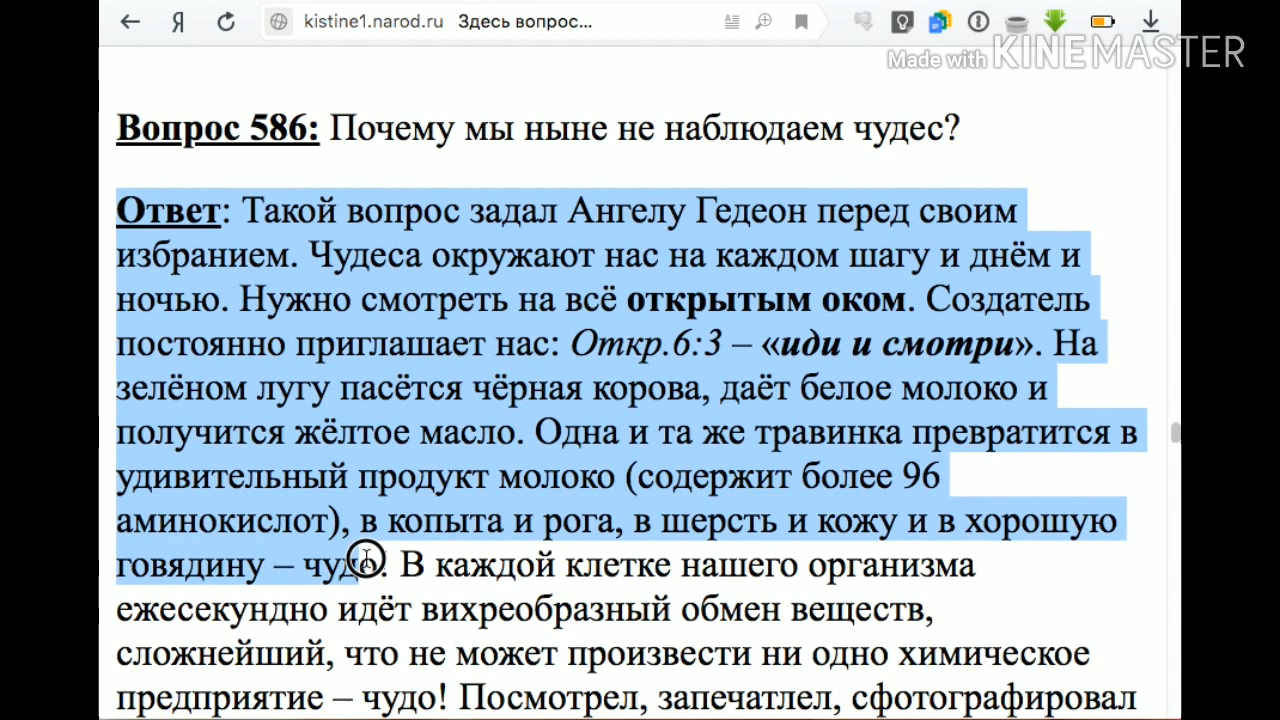 kistine1.narod.ru Здесь вопрос...
Made with KINEMASTER
Вопрос 586: Почему мы ныне не наблюдаем чудес?
Ответ: Такой вопрос задал Ангелу Гедеон перед своим
избранием. Чудеса окружают нас на каждом шагу и днём и
ночью. Нужно смотреть на всё открытым оком. Создатель
постоянно приглашает нас: Откр.6:3 – «иди и смотри». На
зелёном лугу пасётся чёрная корова, даёт белое молоко и
получится жёлтое масло. Одна и та же травинка превратится в
удивительный продукт молоко (содержит более 96
аминокислот), в копыта и рога, в шерсть и кожу и в хорошую
говядину – чудо. В каждой клетке нашего организма
ежесекундно идёт вихреобразный обмен веществ,
сложнейший, что не может произвести ни одно химическое
предприятие – чудо! Посмотрел, запечатлел, сфотографировал